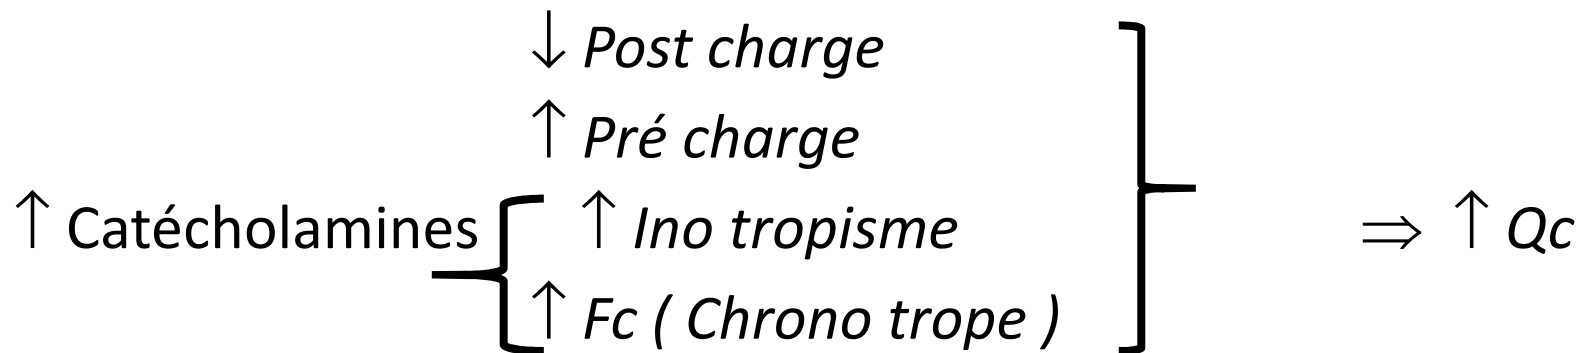 ↓ Post charge
↑ Pré charge
↑ Catécholamines ↑ Ino tropisme ⇒ ↑ Qc
↑ Fc ( Chrono trope )